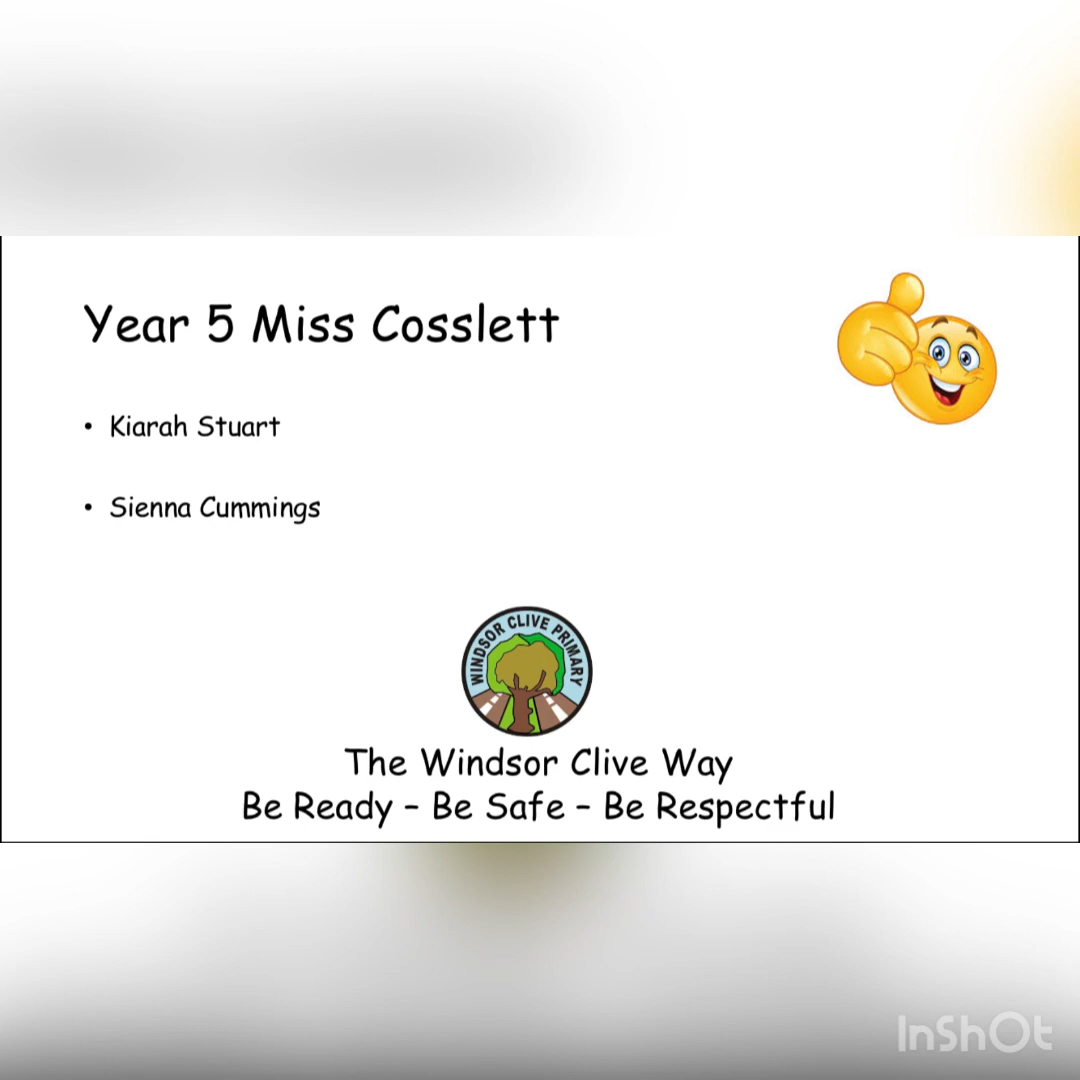 Year 5 Miss Cosslett
• Kiarah Stuart
• Sienna Cummings
WINDSOR CLIVE PRIMARY
The Windsor Clive Way
Be Ready – Be Safe – Be Respectful
InShOt